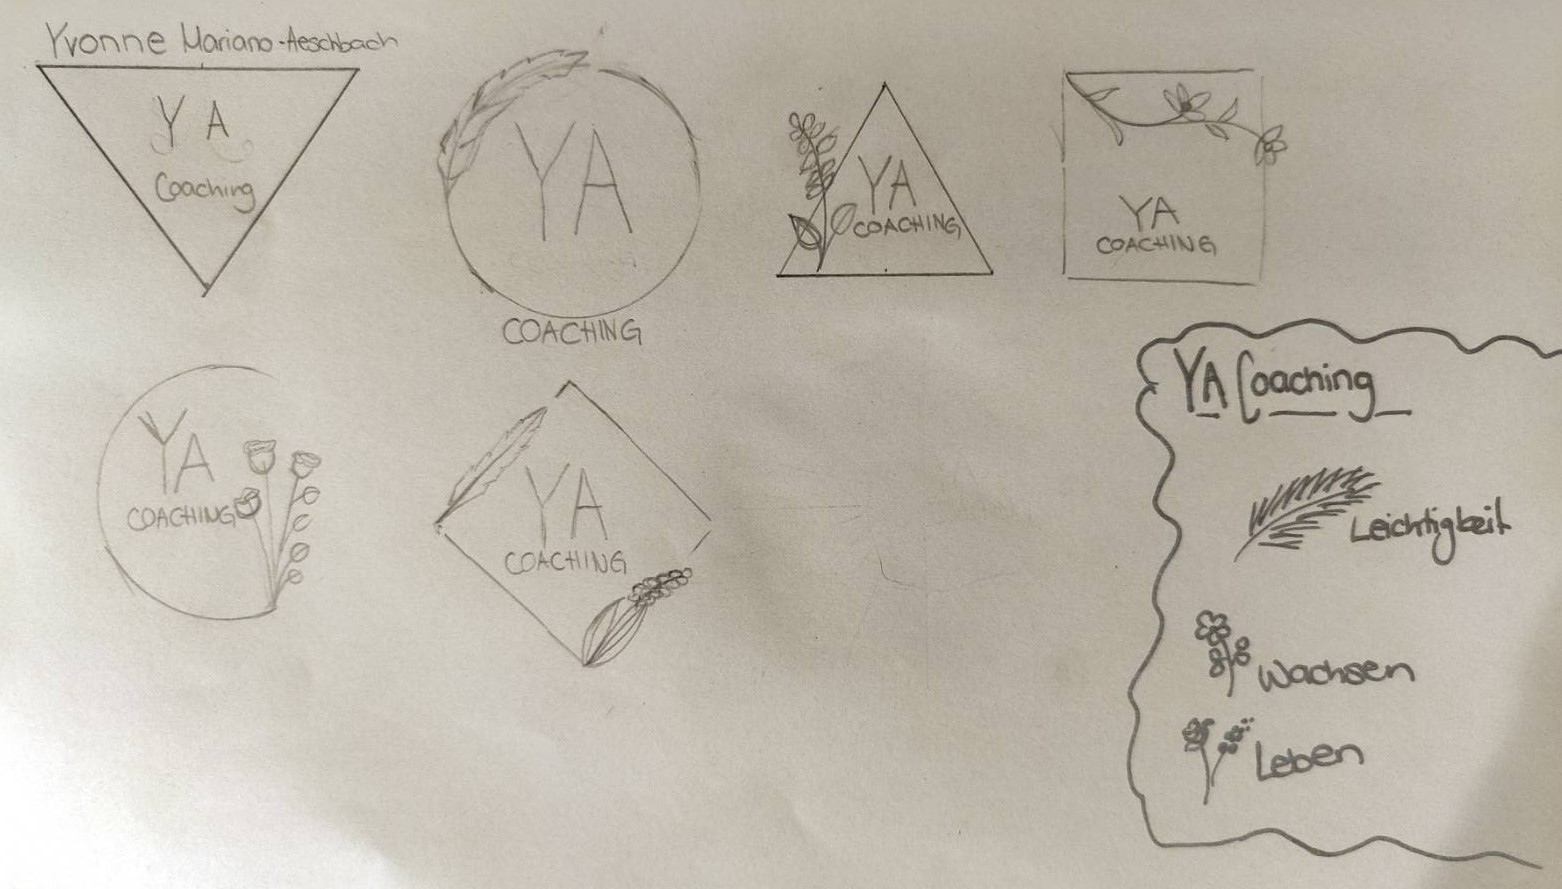 Yvonne Mariano-Aeschbach
Y A
Coaching
YA
COACHING
YA
COACHING
YA
COACHING
YA
COACHING
YA
COACHING
YA Coaching
Leichtigkeit
Wachsen
Leben